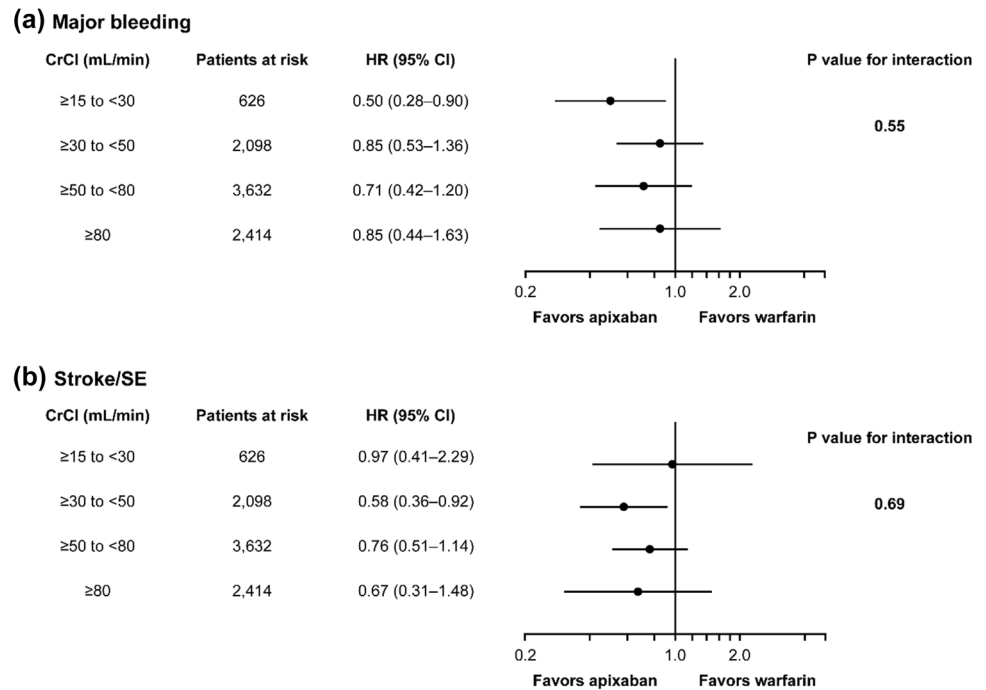 (a) Major bleeding
CrCl (mL/min) Patients at risk HR (95% CI) P value for interaction
≥15 to <30 626 0.50 (0.28–0.90)
0.55
≥30 to <50 2,098 0.85 (0.53–1.36)
≥50 to <80 3,632 0.71 (0.42–1.20)
≥80 2,414 0.85 (0.44–1.63)
0.2 1.0 2.0
Favors apixaban Favors warfarin
(b) Stroke/SE
CrCl (mL/min) Patients at risk HR (95% CI)
P value for interaction
≥15 to <30 626 0.97 (0.41–2.29)
≥30 to <50 2,098 0.58 (0.36–0.92) 0.69
≥50 to <80 3,632 0.76 (0.51–1.14)
≥80 2,414 0.67 (0.31–1.48)
0.2 1.0 2.0
Favors apixaban Favors warfarin